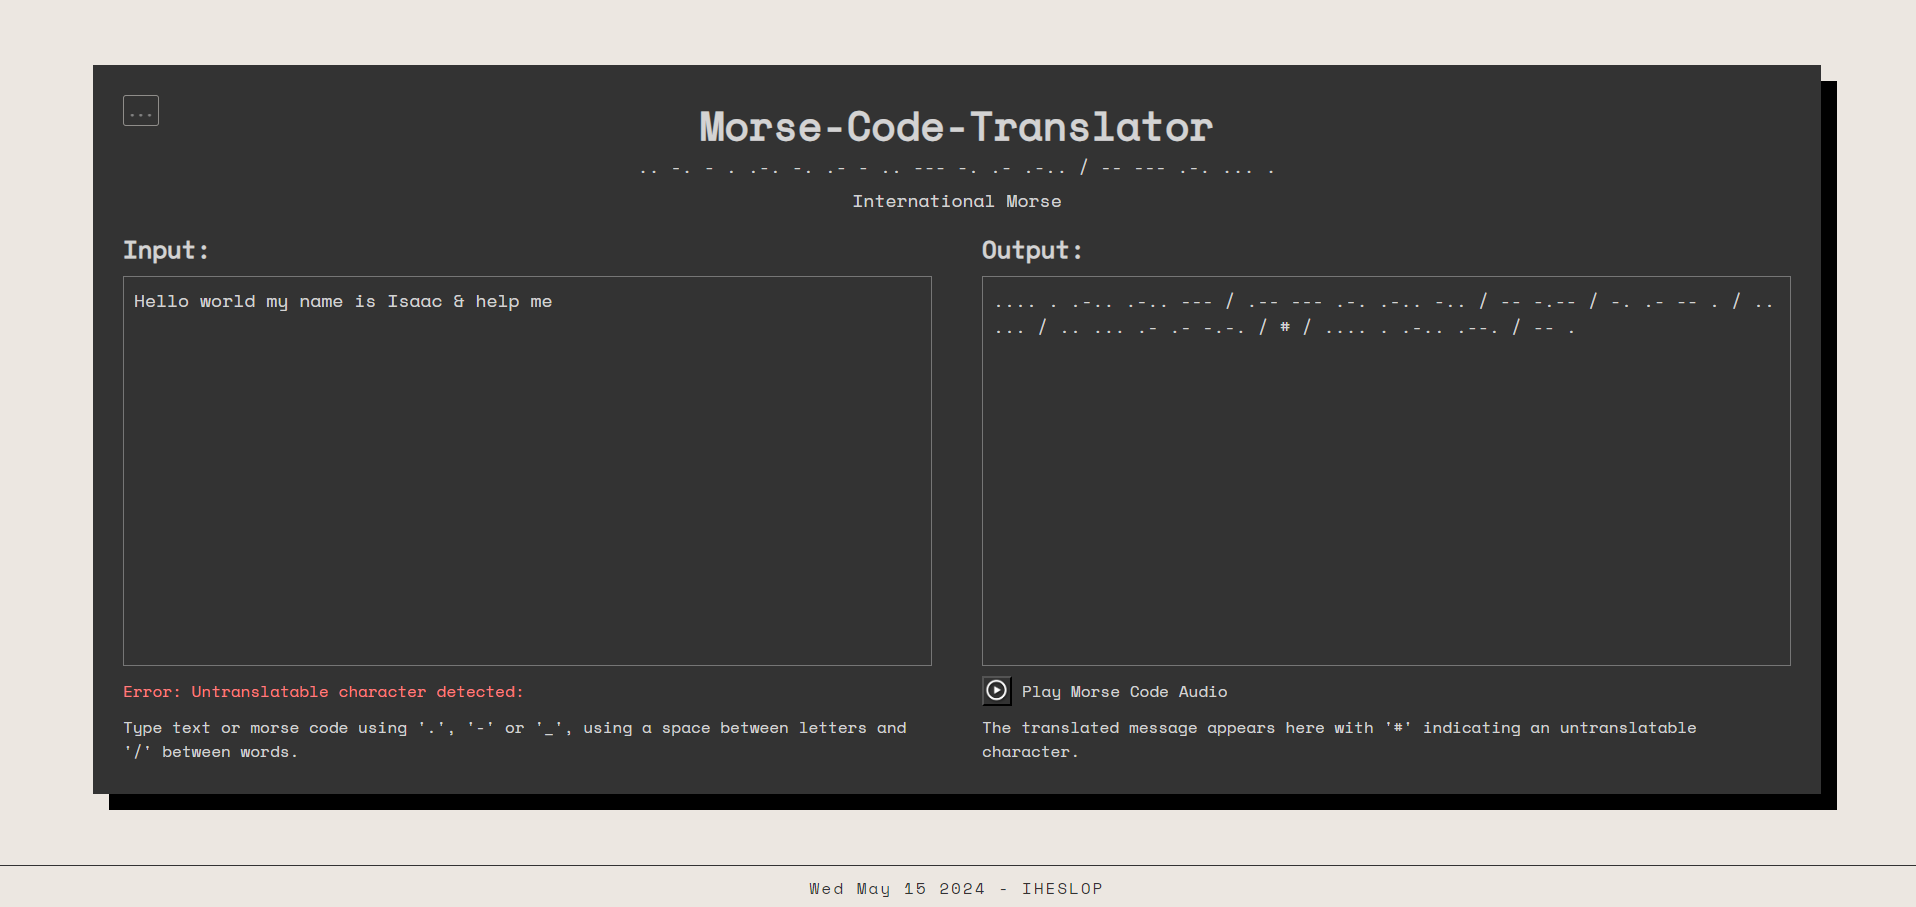 ...
Morse-Code-Translator
.. -. - . .-. -. .- - .. --- -. .- .-.. / -- --- .-. ... .
International Morse
Input:
Hello world my name is Isaac & help me
Error: Untranslatable character detected:
Type text or morse code using '.', '-' or '_', using a space between letters and
'/' between words.
Output:
.... . .-.. .-.. --- / .-- --- .-. .-.. -.. / -- -.-- / -. .- -- . / ..
... / .. ... .- .- -.-. / # / .... . .-.. .--. / -- .
Play Morse Code Audio
The translated message appears here with '#' indicating an untranslatable
character.
Wed May 15 2024 - IHESLOP